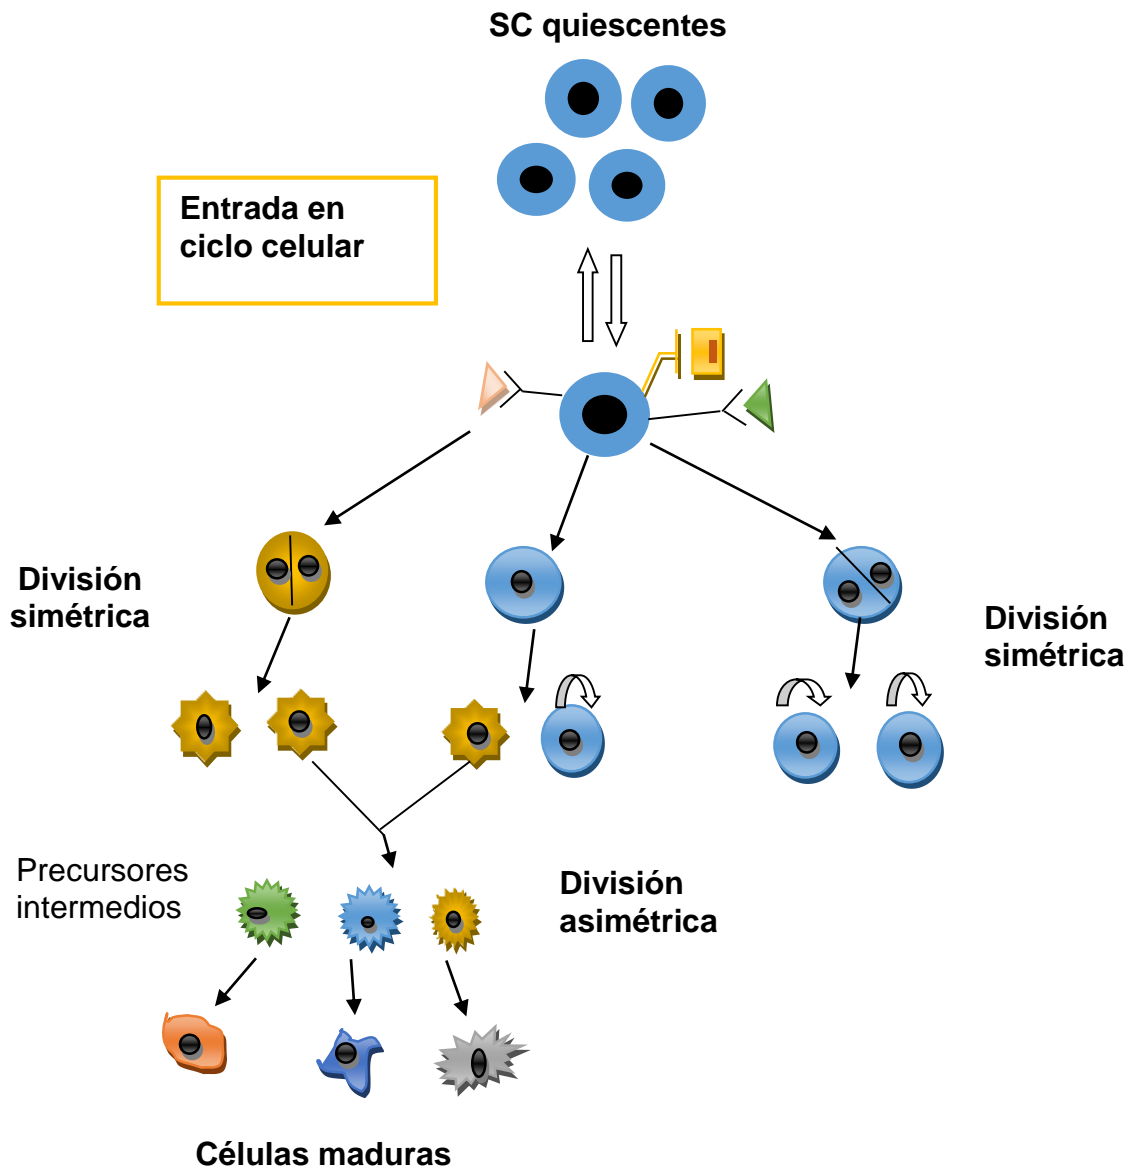 SC quiescentes
Entrada en
ciclo celular
División
simétrica
División
simétrica
Precursores
intermedios
División
asimétrica
Células maduras